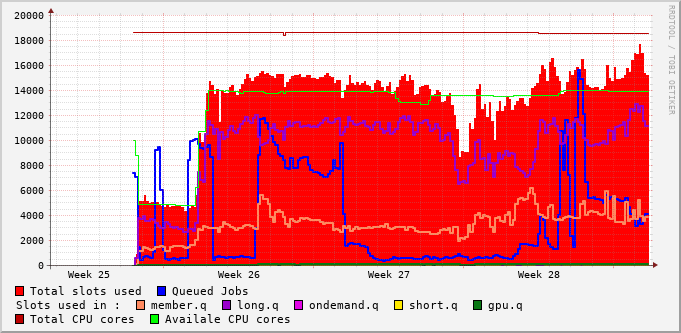 20000
18000
16000
14000
12000
10000
8000
6000
4000
2000
0
Week 25 Week 26 Week 27 Week 28
Total slots used Queued Jobs
Slots used in : member.q long.q ondemand.q short.q gpu.q
Total CPU cores Availale CPU cores
RRDTOOL / TOBI OETIKER